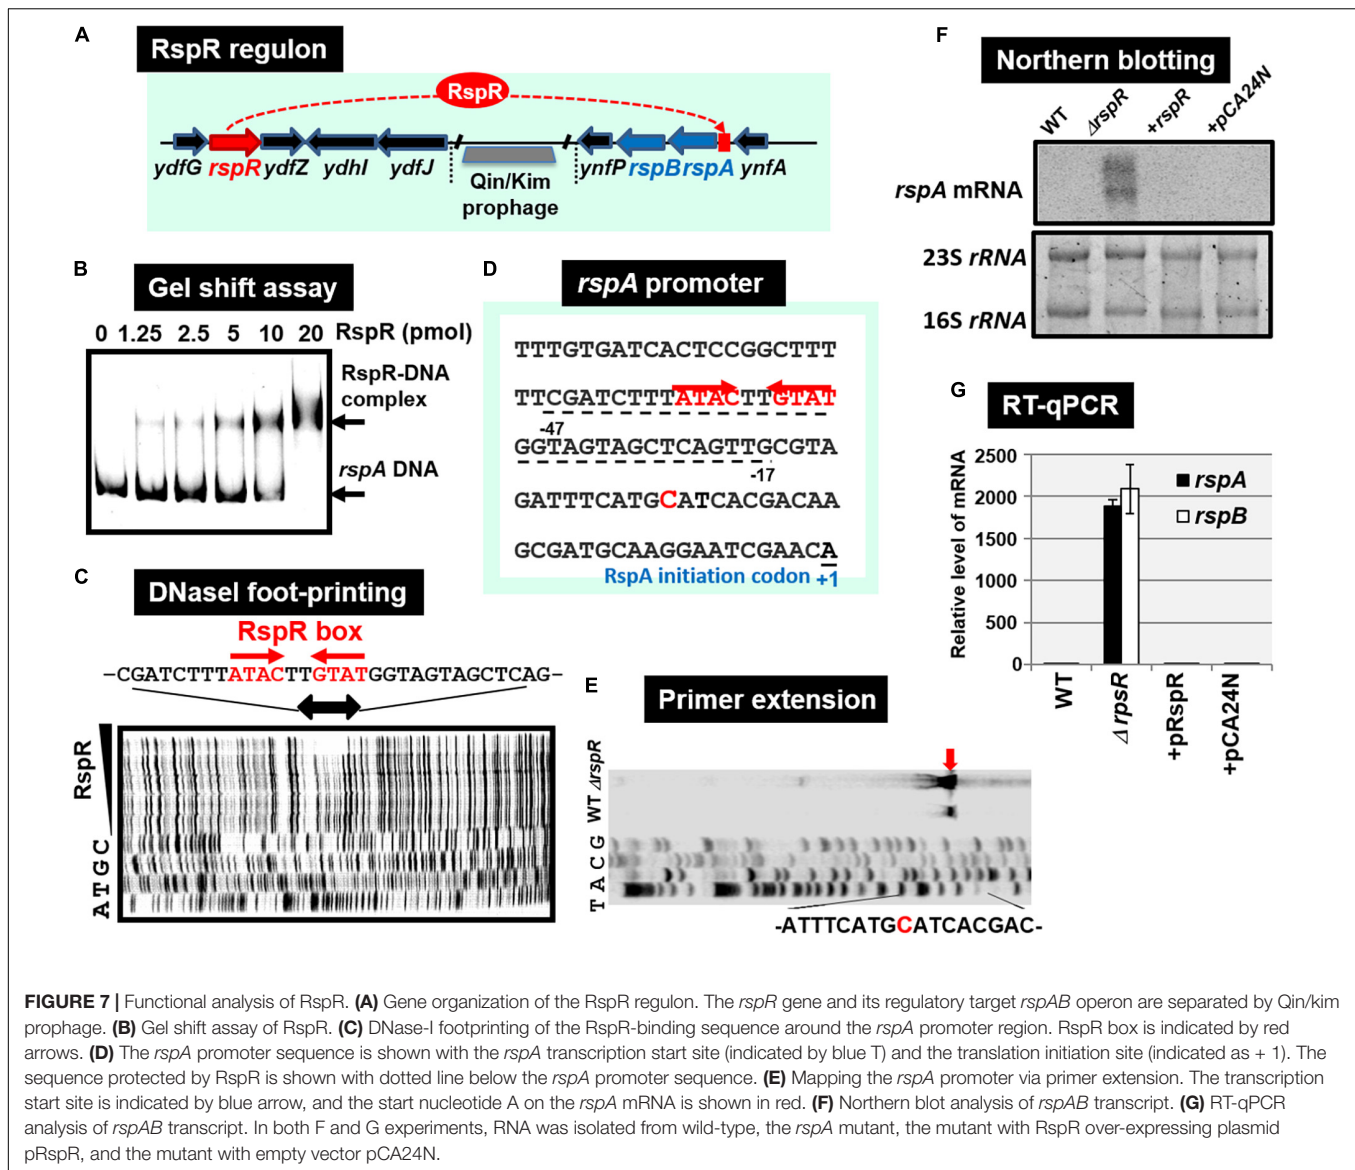 A
RspR regulon
RspR
ydfG rspR ydfZ ydhI ydfJ ynfP rspB rspA ynfA
Qin/Kim
prophage
B
Gel shift assay
0 1.25 2.5 5 10 20 RspR (pmol)
RspR-DNA
complex
rspA DNA
C
DNaseI foot-printing
RspR box
–CGATCTTTATACTTGTATGGTAGTAGCTCAG–
RspR
A T G C
D
rspA promoter
TTTGTGATCACTCCGGCTTT
TTCGATCTTTATACTTGTAT
-47
GGTAGTAGCTCAGTTGCGTA
-17
GATTTCATGCATCACGACAA
GCGATGCAAGGAATCGAACA
RspA initiation codon +1
E
Primer extension
T A C G WT ΔrspR
-ATTTCATGCATCACGAC-
F
Northern blotting
WT ΔrspR +rspR +pCA24N
rspA mRNA
23S rRNA
16S rRNA
G
RT-qPCR
Relative level of mRNA
2500
2000
1500
1000
500
0
rspA
rspB
WT
ΔrpsR
+pRspR
+pCA24N
FIGURE 7 | Functional analysis of RspR. (A) Gene organization of the RspR regulon. The rspR gene and its regulatory target rspAB operon are separated by Qin/kim
prophage. (B) Gel shift assay of RspR. (C) DNase-I footprinting of the RspR-binding sequence around the rspA promoter region. RspR box is indicated by red
arrows. (D) The rspA promoter sequence is shown with the rspA transcription start site (indicated by blue T) and the translation initiation site (indicated as + 1). The
sequence protected by RspR is shown with dotted line below the rspA promoter sequence. (E) Mapping the rspA promoter via primer extension. The transcription
start site is indicated by blue arrow, and the start nucleotide A on the rspA mRNA is shown in red. (F) Northern blot analysis of rspAB transcript. (G) RT-qPCR
analysis of rspAB transcript. In both F and G experiments, RNA was isolated from wild-type, the rspA mutant, the mutant with RspR over-expressing plasmid
pRspR, and the mutant with empty vector pCA24N.